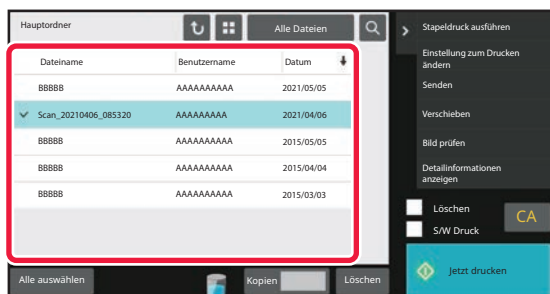 Hauptordner
Alle Dateien
Dateiname Benutzername Datum
BBBBB AAAAAAAAAA 2021/05/05
Scan_20210406_085320 AAAAAAAAA 2021/04/06
BBBBB AAAAAAAAAA 2015/05/05
BBBBB AAAAAAAAAA 2015/04/04
BBBBB AAAAAAAAAA 2015/03/03
Alle auswählen
Kopien
Löschen
Stapeldruck ausführen
Einstellung zum Drucken
ändern
Senden
Verschieben
Bild prüfen
Detailinformationen
anzeigen
Löschen
S/W Druck
CA
Jetzt drucken